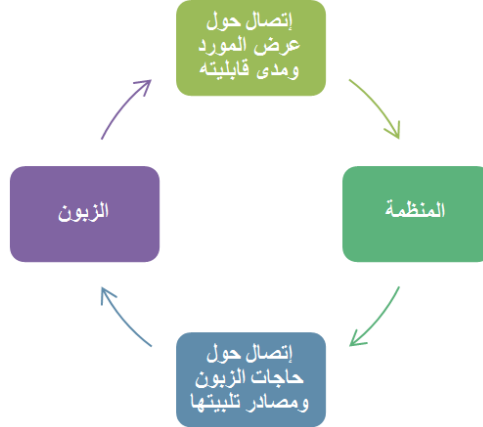 إتصال حول
عرض المورد
ومدى قابليته
المنظمة
إتصال حول
حاجات الزبون
ومصادر تلبيتها
الزبون